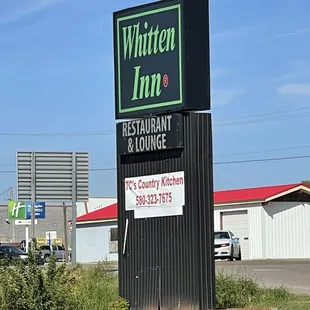 Whitten
Inn
RESTAURANT
& LOUNGE
TC's Country Kitchen
580-323-7675